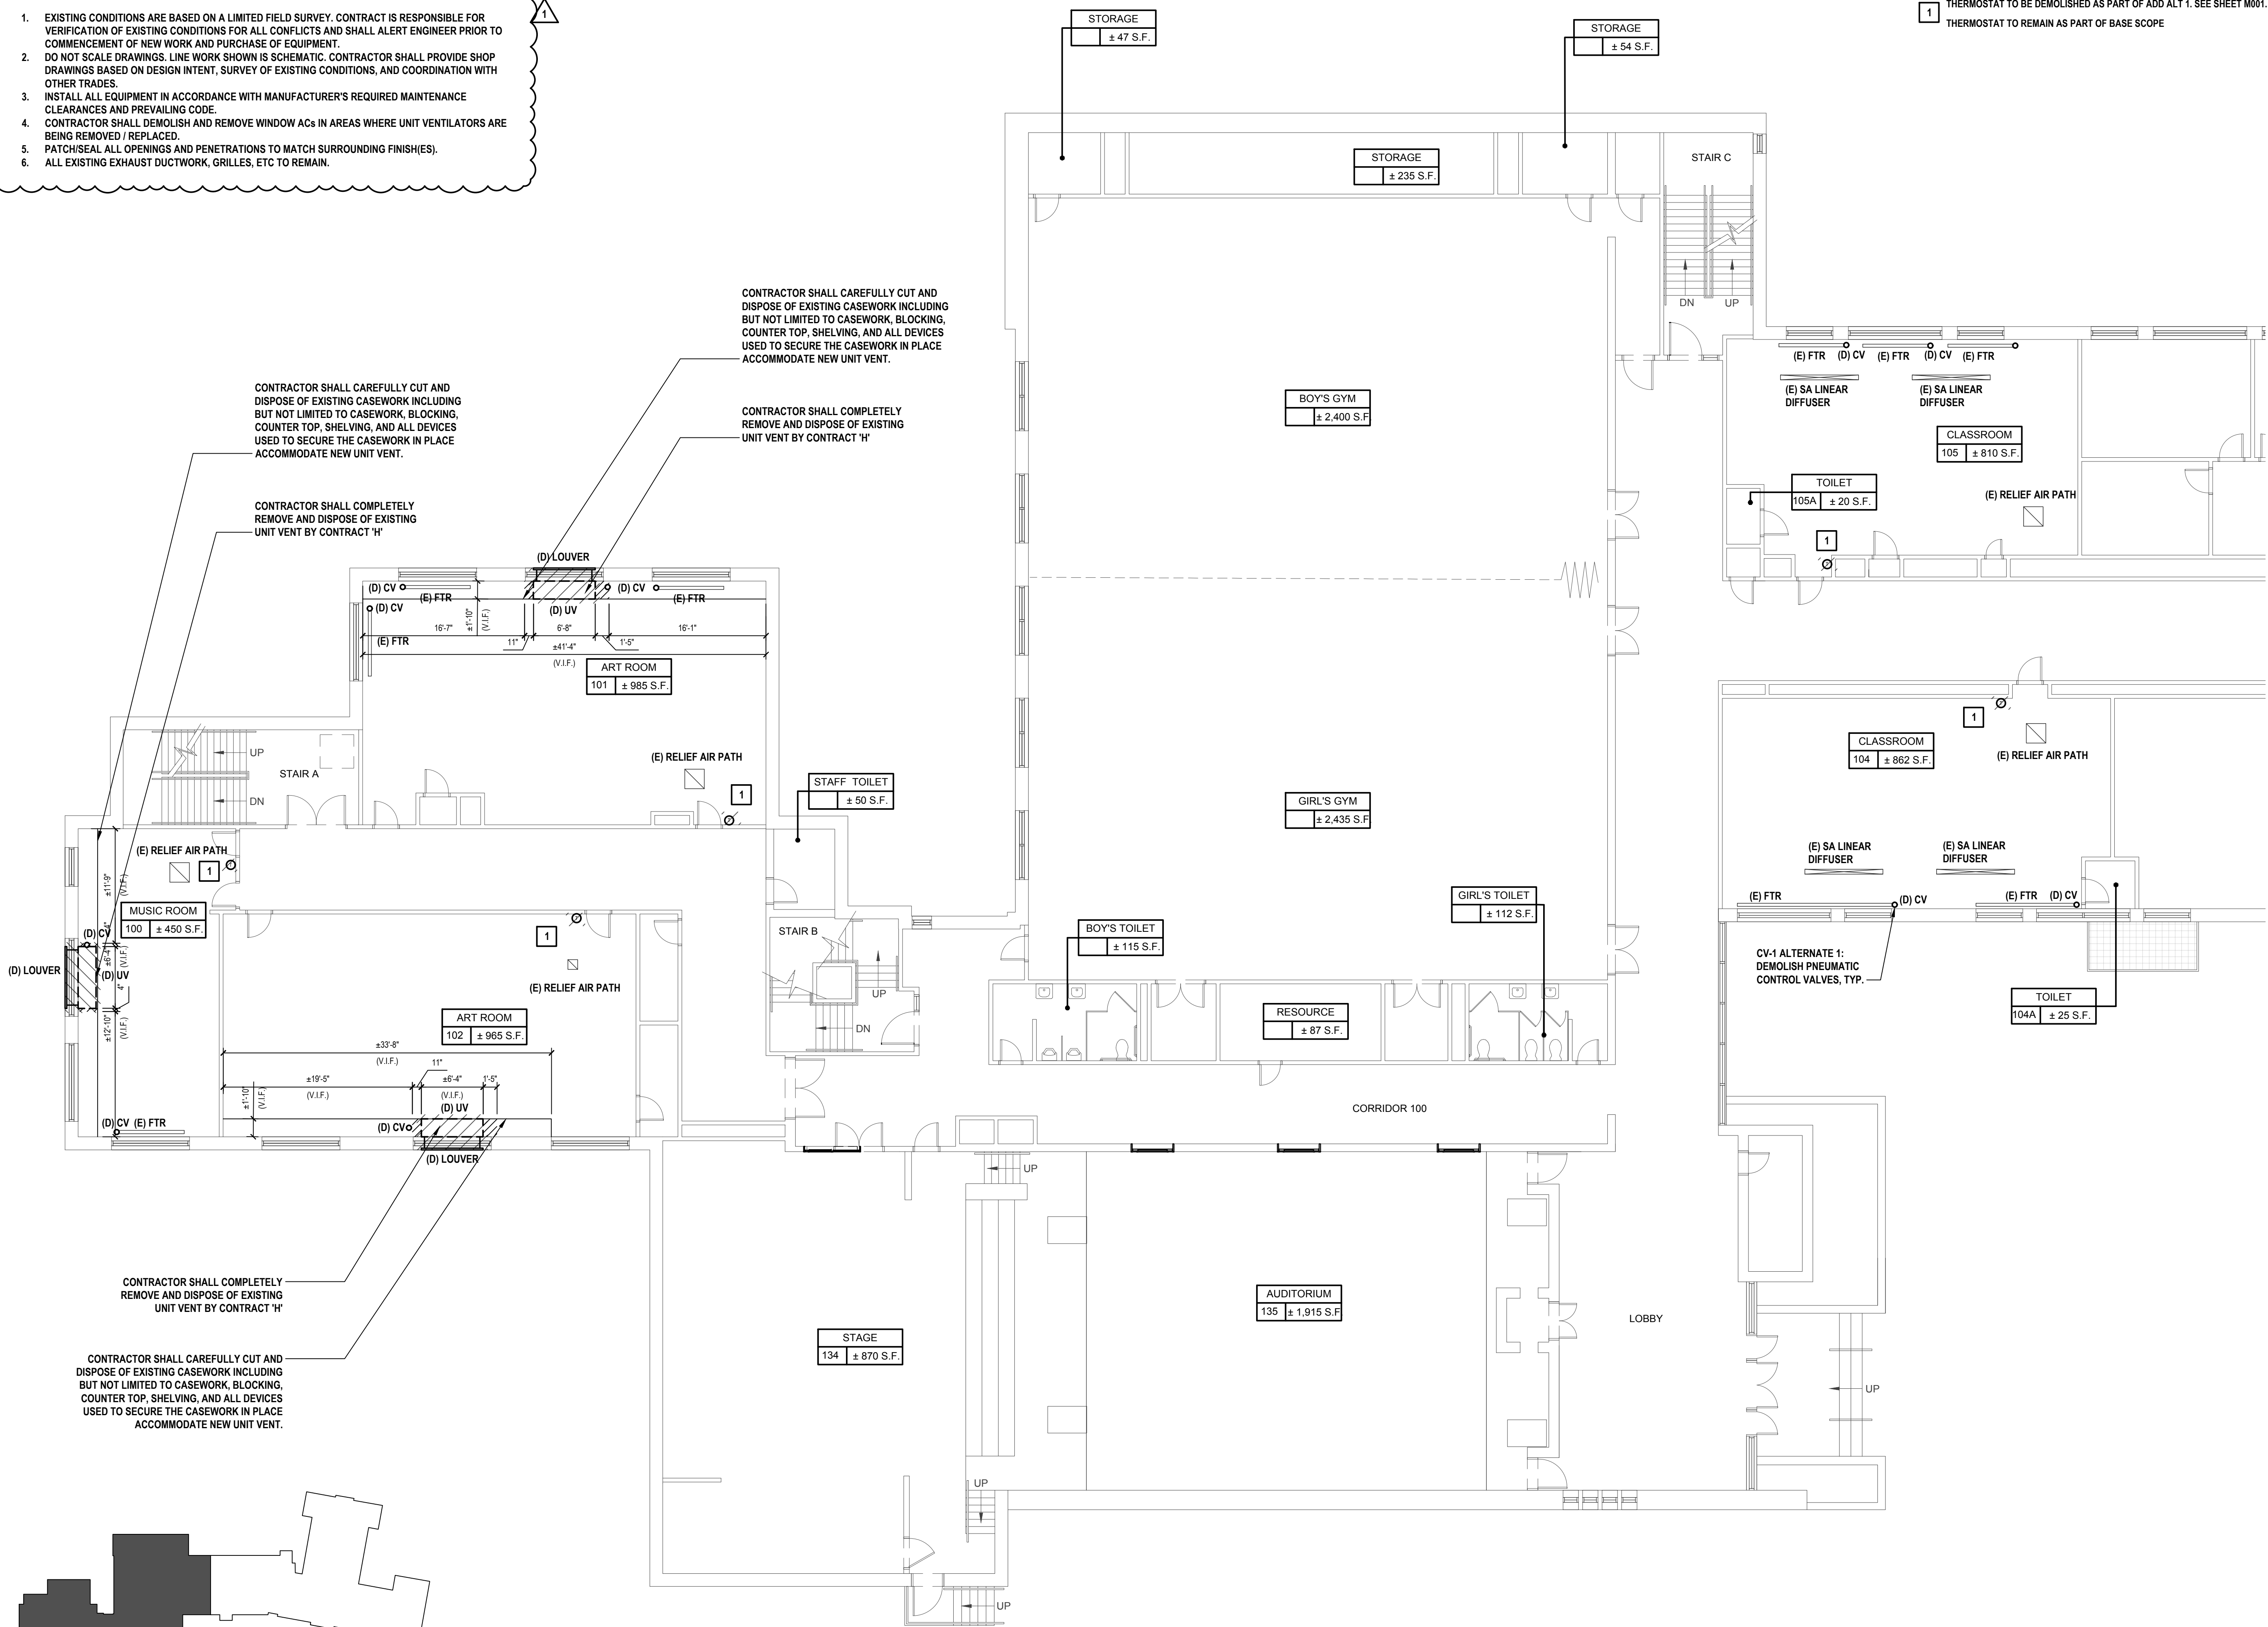 1. EXISTING CONDITIONS ARE BASED ON A LIMITED FIELD SURVEY. CONTRACT IS RESPONSIBLE FOR
VERIFICATION OF EXISTING CONDITIONS FOR ALL CONFLICTS AND SHALL ALERT ENGINEER PRIOR TO
COMMENCEMENT OF NEW WORK AND PURCHASE OF EQUIPMENT.
2. DO NOT SCALE DRAWINGS. LINE WORK SHOWN IS SCHEMATIC. CONTRACTOR SHALL PROVIDE SHOP
DRAWINGS BASED ON DESIGN INTENT, SURVEY OF EXISTING CONDITIONS, AND COORDINATION WITH
OTHER TRADES.
3. INSTALL ALL EQUIPMENT IN ACCORDANCE WITH MANUFACTURER'S REQUIRED MAINTENANCE
CLEARANCES AND PREVAILING CODE.
4. CONTRACTOR SHALL DEMOLISH AND REMOVE WINDOW ACs IN AREAS WHERE UNIT VENTILATORS ARE
BEING REMOVED / REPLACED.
5. PATCH/SEAL ALL OPENINGS AND PENETRATIONS TO MATCH SURROUNDING FINISH(ES).
6. ALL EXISTING EXHAUST DUCTWORK, GRILLES, ETC TO REMAIN.
1
1
THERMOSTAT TO BE DEMOLISHED AS PART OF ADD ALT 1. SEE SHEET M001.
THERMOSTAT TO REMAIN AS PART OF BASE SCOPE
STORAGE
± 47 S.F.
STORAGE
± 54 S.F.
STORAGE
± 235 S.F.
STAIR C
DN
UP
CONTRACTOR SHALL CAREFULLY CUT AND
DISPOSE OF EXISTING CASEWORK INCLUDING
BUT NOT LIMITED TO CASEWORK, BLOCKING,
COUNTER TOP, SHELVING, AND ALL DEVICES
USED TO SECURE THE CASEWORK IN PLACE
ACCOMMODATE NEW UNIT VENT.
CONTRACTOR SHALL COMPLETELY
REMOVE AND DISPOSE OF EXISTING
UNIT VENT BY CONTRACT 'H'
CONTRACTOR SHALL CAREFULLY CUT AND
DISPOSE OF EXISTING CASEWORK INCLUDING
BUT NOT LIMITED TO CASEWORK, BLOCKING,
COUNTER TOP, SHELVING, AND ALL DEVICES
USED TO SECURE THE CASEWORK IN PLACE
ACCOMMODATE NEW UNIT VENT.
CONTRACTOR SHALL COMPLETELY
REMOVE AND DISPOSE OF EXISTING
UNIT VENT BY CONTRACT 'H'
BOY'S GYM
± 2,400 S.F
(E) FTR (D) CV (E) FTR (D) CV (E) FTR
(E) SA LINEAR
DIFFUSER
(E) SA LINEAR
DIFFUSER
CLASSROOM
105 ± 810 S.F.
TOILET
105A ± 20 S.F.
(E) RELIEF AIR PATH
1
(D) LOUVER
(D) CV
(E) FTR
(D) CV
(E) FTR
(D) CV
(D) UV
(E) FTR
16'-7"
±1'-10"
(V.I.F.)
11"
6'-8"
1'-5"
16'-1"
±41'-4"
(V.I.F.)
ART ROOM
101 ± 985 S.F.
(E) RELIEF AIR PATH
1
UP
STAIR A
DN
STAFF TOILET
± 50 S.F.
GIRL'S GYM
± 2,435 S.F
1
CLASSROOM
104 ± 862 S.F.
(E) RELIEF AIR PATH
(E) SA LINEAR
DIFFUSER
(E) SA LINEAR
DIFFUSER
(E) FTR
(D) CV
(E) FTR (D) CV
CV-1 ALTERNATE 1:
DEMOLISH PNEUMATIC
CONTROL VALVES, TYP.
TOILET
104A ± 25 S.F.
(E) RELIEF AIR PATH
1
±11'-9"
(V.I.F.)
MUSIC ROOM
100 ± 450 S.F.
4"
(D) CV
±6'-4"
(V.I.F.)
(D) LOUVER
(D) UV
4"
±12'-10"
(V.I.F.)
(D) CV (E) FTR
1
(E) RELIEF AIR PATH
ART ROOM
102 ± 965 S.F.
±33'-8"
(V.I.F.)
11"
±19'-5"
(V.I.F.)
±6'-4"
(V.I.F.)
1'-5"
±1'-10"
(V.I.F.)
(D) UV
(D) CV
(D) LOUVER
STAIR B
UP
DN
BOY'S TOILET
± 115 S.F.
GIRL'S TOILET
± 112 S.F.
RESOURCE
± 87 S.F.
CORRIDOR 100
UP
CONTRACTOR SHALL COMPLETELY
REMOVE AND DISPOSE OF EXISTING
UNIT VENT BY CONTRACT 'H'
CONTRACTOR SHALL CAREFULLY CUT AND
DISPOSE OF EXISTING CASEWORK INCLUDING
BUT NOT LIMITED TO CASEWORK, BLOCKING,
COUNTER TOP, SHELVING, AND ALL DEVICES
USED TO SECURE THE CASEWORK IN PLACE
ACCOMMODATE NEW UNIT VENT.
STAGE
134 ± 870 S.F.
AUDITORIUM
135 ± 1,915 S.F
LOBBY
UP
UP
UP